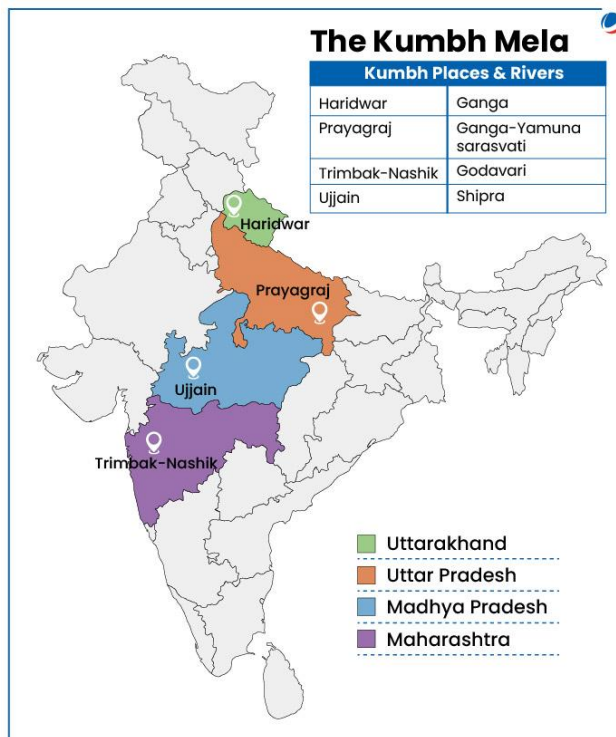 The Kumbh Mela
Kumbh Places & Rivers
Haridwar Ganga
Prayagraj Ganga-Yamuna
sarasvati
Trimbak-Nashik Godavari
Ujjain Shipra
Haridwar
Prayagraj
Ujjain
Trimbak-Nashik
Uttarakhand
Uttar Pradesh
Madhya Pradesh
Maharashtra